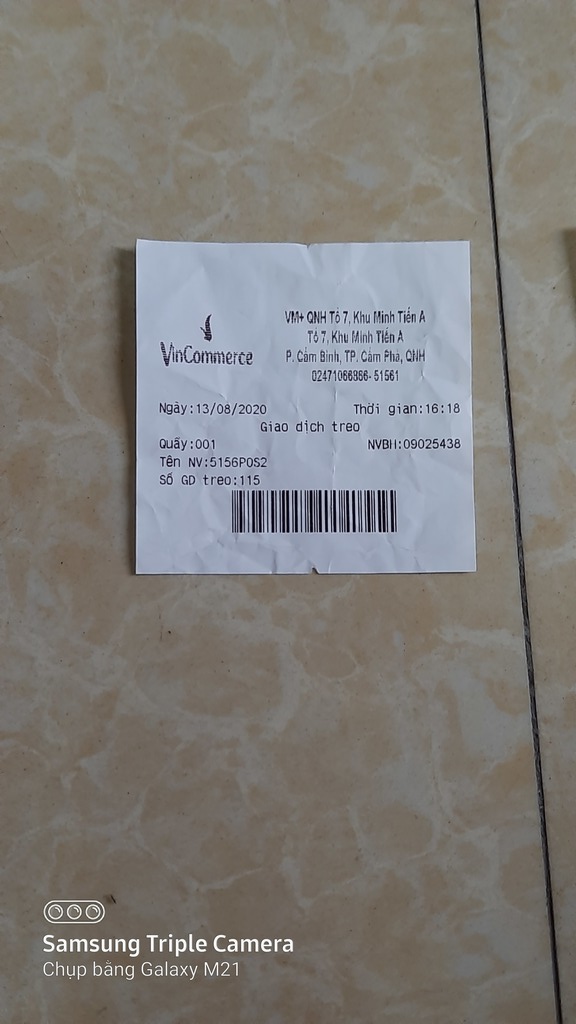 VinCommerce
VM+ QNH Tổ 7, Khu Minh Tiến A
Tổ 7, Khu Minh Tiến A
P. Cẩm Bình, TP. Cẩm Phả, QNH
02471066866- 51561
Ngày:13/08/2020 Thời gian:16:18
Giao dịch treo
Quầy:001 NVBH:09025438
Tên NV:5156POS2
Số GD treo:115
Samsung Triple Camera
Chụp bằng Galaxy M21